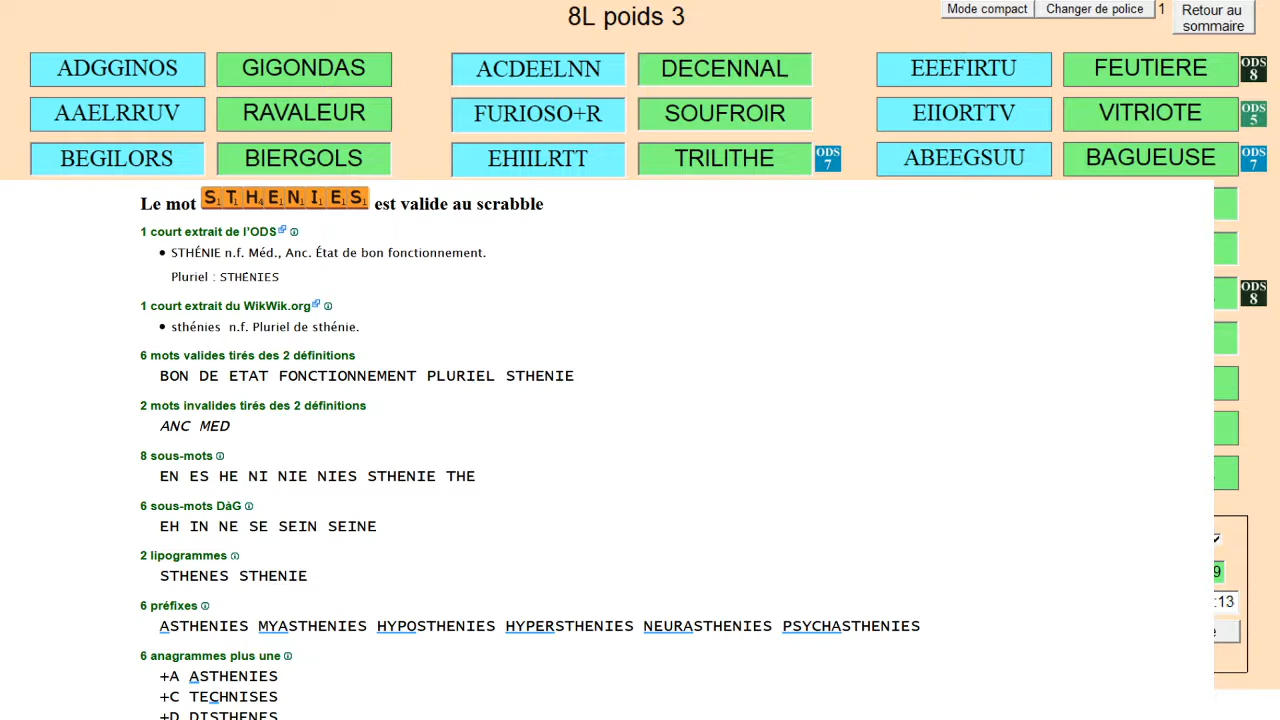 8L poids 3
Mode compact Changer de police 1 Retour au sommaire
ADGGINOS GIGONDAS ACDEELNN DECENNAL EEEFIRTU FEUTIERE ODS 8
AAELRRUV RAVALEUR FURIOSO+R SOUFROIR EIIORTTV VITRIOTE ODS 5
BEGILORS BIERGOLS EHIILRTT TRILITHE ODS 7 ABEEGSUU BAGUEUSE ODS 7
Le mot STHENIES est valide au scrabble
1 court extrait de l'ODS
• STHÉNIE n.f. Méd., Anc. État de bon fonctionnement.
Pluriel : STHÉNIES
ODS 8
1 court extrait du WikWik.org
• sthénies n.f. Pluriel de sthénie.
6 mots valides tirés des 2 définitions
BON DE ETAT FONCTIONNEMENT PLURIEL STHENIE
2 mots invalides tirés des 2 définitions
ANC MED
8 sous-mots
EN ES HE NI NIE NIES STHENIE THE
6 sous-mots DàG
EH IN NE SE SEIN SEINE
2 lipogrammes
STHENES STHENIE
9
:13
6 préfixes
ASTHENIES MYASTHENIES HYPOSTHENIES HYPERSTHENIES NEURASTHENIES PSYCHASTHENIES
e
6 anagrammes plus une
+A ASTHENIES
+C TECHNISES
+D DISTHENES